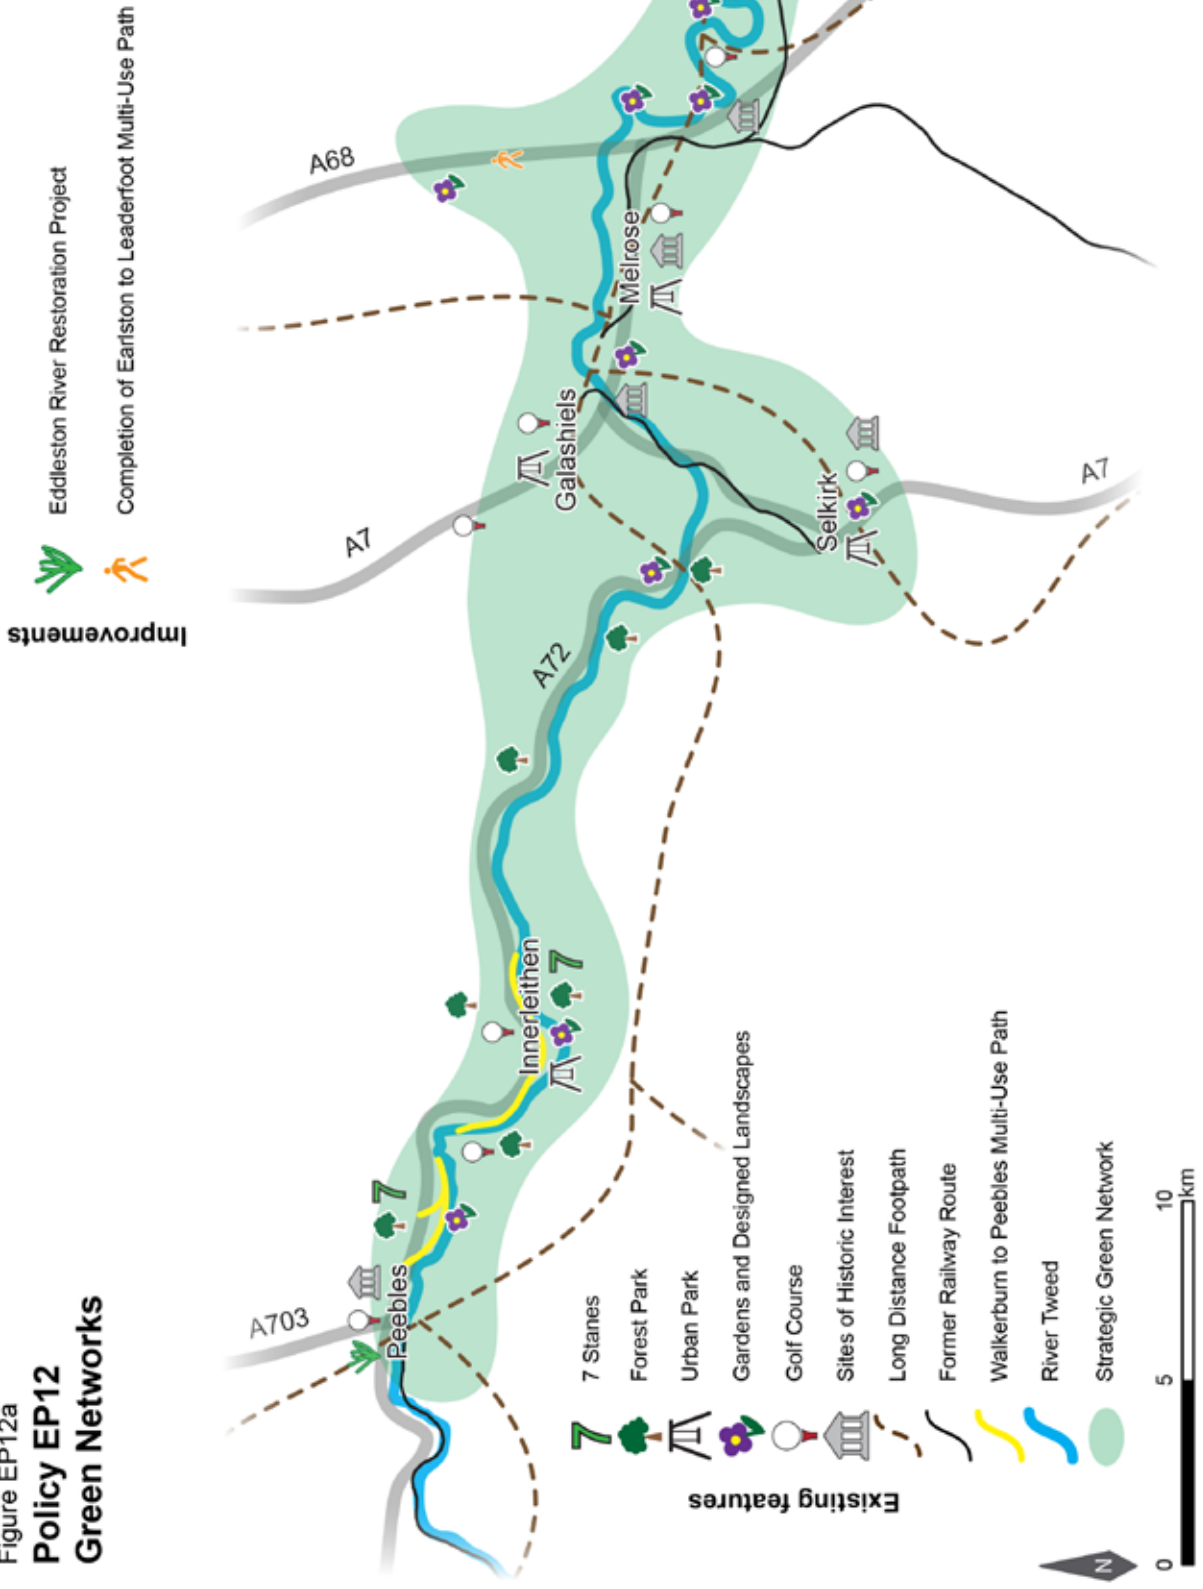 Figure EP12a
Policy EP12
Green Networks
Improvements
Eddleston River Restoration Project
Completion of Earlston to Leaderfoot Multi-Use Path
A703
Peebles
7
Innerleithen
7
A72
A7
Galashiels
Selkirk
A7
Melrose
A68
Existing features
7
7 Stanes
Forest Park
Urban Park
Gardens and Designed Landscapes
Golf Course
Sites of Historic Interest
Long Distance Footpath
Former Railway Route
Walkerburn to Peebles Multi-Use Path
River Tweed
Strategic Green Network
N
0 5 10 km